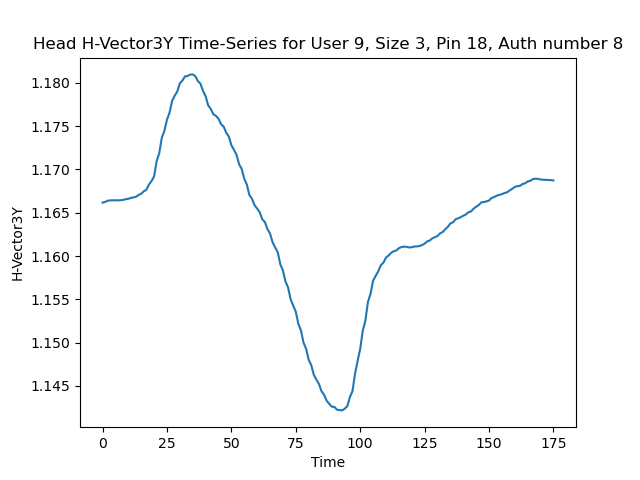 Head H-Vector3Y Time-Series for User 9, Size 3, Pin 18, Auth number 8
1.180
1.175
1.170
1.165
1.160
1.155
1.150
1.145
H-Vector3Y
0 25 50 75 100 125 150 175
Time